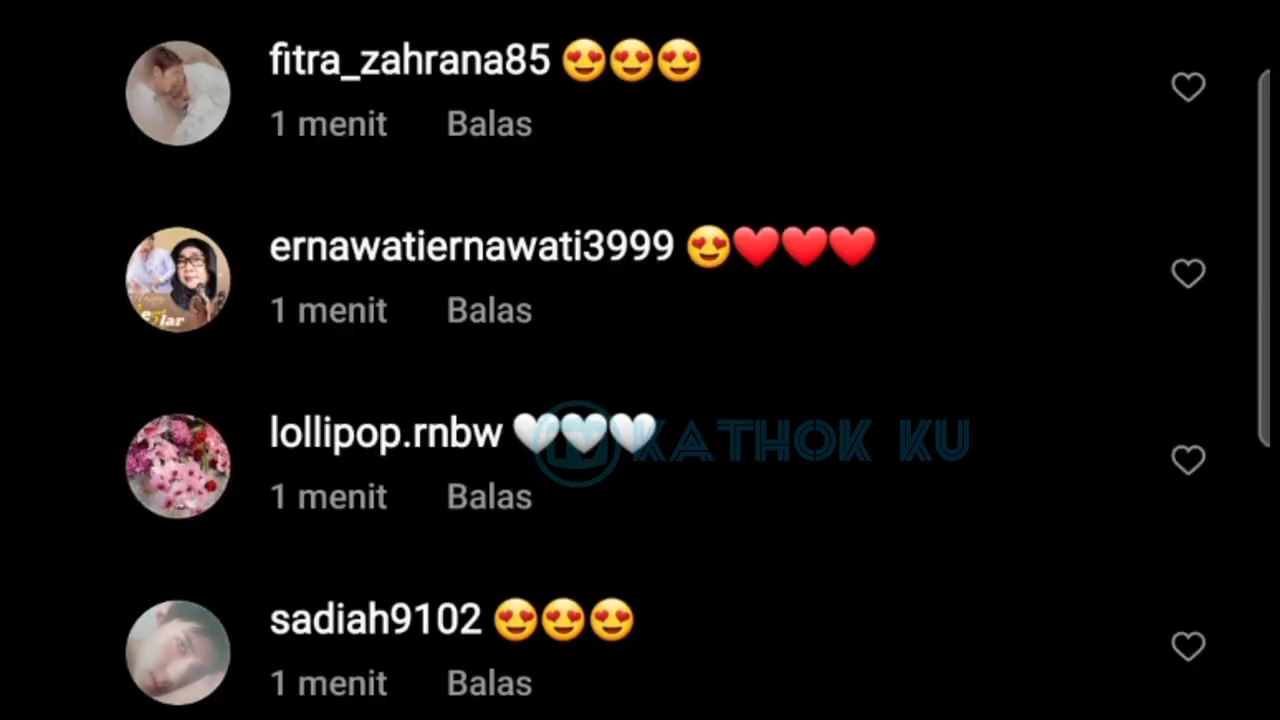 fitra_zahrana85 😍😍😍
1 menit Balas
ernawatiernawati3999 😍❤️❤️❤️
1 menit Balas
lollipop.rnbw 🤍🤍🤍
KATHOK KU
1 menit Balas
sadiah9102 😍😍😍
1 menit Balas